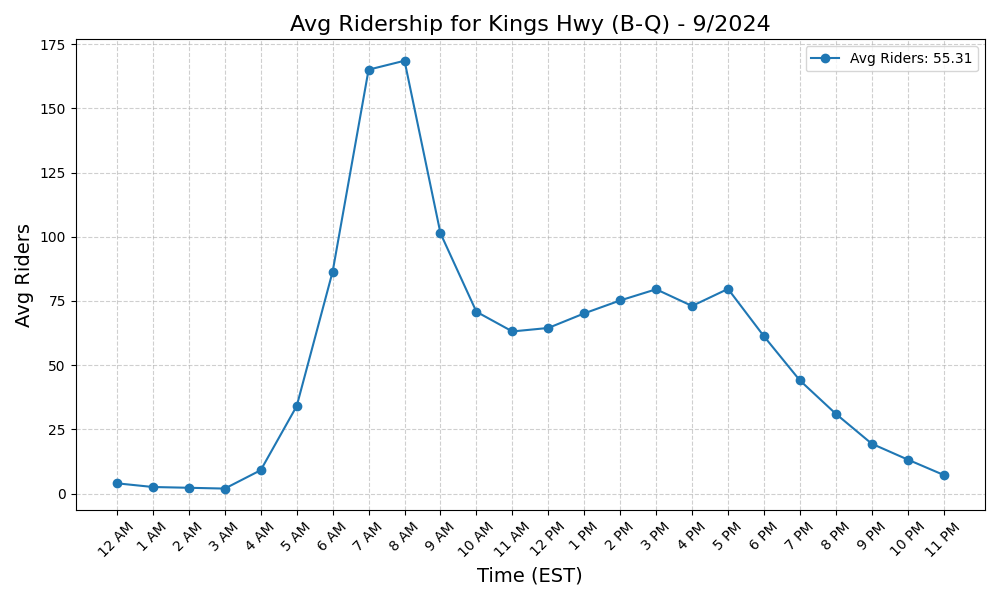 Avg Ridership for Kings Hwy (B-Q) - 9/2024
Avg Riders: 55.31
Avg Riders
175
150
125
100
75
50
25
0
12 AM
1 AM
2 AM
3 AM
4 AM
5 AM
6 AM
7 AM
8 AM
9 AM
10 AM
11 AM
12 PM
1 PM
2 PM
3 PM
4 PM
5 PM
6 PM
7 PM
8 PM
9 PM
10 PM
11 PM
Time (EST)